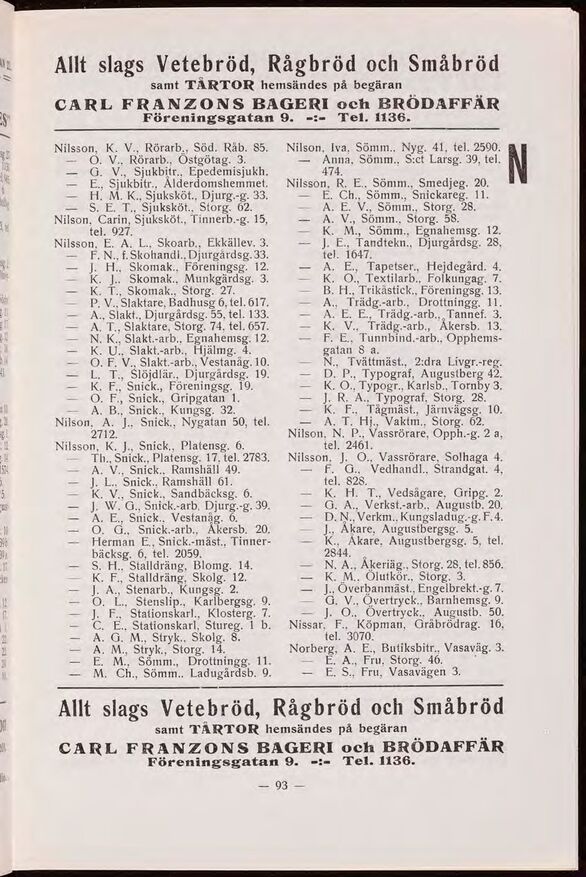 Allt slags Vetebröd, Rågbröd och Småbröd
samt TÅRTOR hemsändes på begäran
CARL FRANZONS BAGERI och BRÖDAFFÄR
Föreningsgatan 9. -:- Tel. 1136.
Nilsson, K. V., Rörarb., Söd. Råb. 85.
— O. V., Rörarb., Östgötag. 3.
— G. V., Sjukbitr., Epedemisjukh.
— E., Sjukbitr., Ålderdomshemmet.
— H. M. K., Sjuksköt., Djurg.-g. 33.
— S. E. T., Sjuksköt., Storg. 62.
Nilson, Carin, Sjuksköt., Tinnerb.-g. 15,
tel. 927.
Nilsson, E. A. L., Skoarb., Ekkällev. 3.
— F. N., f. Skohandl., Djurgårdsg. 33.
— J. H., Skomak., Föreningsg. 12.
— K. J., Skomak., Munkgärdsg. 3.
— K. T., Skomak., Storg. 27.
— P. V., Slaktare, Badhusg 6, tel. 617.
— A., Slakt., Djurgårdsg. 55, tel. 133.
— A. T., Slaktare, Storg. 74, tel. 657.
— N. K., Slakt.-arb., Egnahemsg. 12.
— K. U., Slakt.-arb., Hjälmg. 4.
— O. F. V., Slakt.-arb., Vestanåg. 10.
— L. T., Slöjdlär., Djurgårdsg. 19.
— K. F., Snick., Föreningsg. 19.
— O. F., Snick., Gripgatan 1.
— A. B., Snick., Kungsg. 32.
Nilson, A. J., Snick., Nygatan 50, tel.
2712.
Nilsson, K. J., Snick., Platensg. 6.
— Th., Snick., Platensg. 17. tel. 2783.
— A. V., Snick., Ramshäll 49.
— J. L., Snick., Ramshäll 61.
— K. V., Snick., Sandbäcksg. 6.
— J. W. G., Snick.-arb. Djurg.-g. 39.
— A. E., Snick., Vestanåg. 6.
— O. G., Snick.-arb., Åkersb. 20.
— Herman E., Snick.-mäst., Tinner-
bäcksg. 6, tel. 2059.
— S. H., Stalldräng, Blomg. 14.
— K. F., Stalldräng, Skolg. 12.
— J. A., Stenarb., Kungsg. 2.
— O. L., Stenslip., Karlbergsg. 9.
— J. F., Stationskarl., Klosterg. 7.
— C. E., Stationskarl, Stureg. 1 b.
— A. G. M., Stryk., Skolg. 8.
— A. M., Stryk., Storg. 14.
— E. M., Sömm., Drottningg. 11.
— M. Ch., Sömm., Ladugårdsb. 9.
Nilson, Iva, Sömm., Nyg. 41, tel. 2590.
— Anna, Sömm., S:ct Larsg. 39, tel.
474.
Nilsson, R. E., Sömm., Smedjeg. 20.
— E. Ch., Sömm., Snickareg. 11.
— A. E. V., Sömm., Storg. 28.
— A. V., Sömm., Storg. 58.
— K. M., Sömm., Egnahemsg. 12.
— J. E., Tandtekn., Djurgårdsg. 28,
tel. 1647.
— A. E., Tapetser., Hejdegård. 4.
— K. O., Textilarb., Folkungag. 7.
— B. H., Trikåstick., Föreningsg. 13.
— A., Trädg.-arb., Drottningg. 11.
— A. E. E., Trädg.-arb., Tannef. 3.
— K. V., Trädg.-arb., Åkersb. 13.
— F. E., Tunnbind.-arb., Opphems-
gatan 8 a.
— N., Tvättmäst., 2:dra Livgr.-reg.
— D. P., Typograf, Augustberg 42.
— K. O., Typogr., Karlsb., Tornby 3.
— J. R. A., Typograf, Storg. 28.
— K. F., Tågmäst., Järnvägsg. 10.
— A. T. Hj., Vaktm., Storg. 62.
Nilson, N. P., Vassrörare, Opph.-g. 2 a,
tel. 2461.
Nilsson, J. O., Vassrörare, Solhaga 4.
— F. G., Vedhandl., Strandgat. 4,
tel. 828.
— K. H. T., Vedsågare, Gripg. 2.
— G. A., Verkst.-arb., Augustb. 20.
— D. N., Verkm., Kungsladug.-g. F. 4.
— J., Åkare, Augustbergsg. 5.
— K., Åkare, Augustbergsg. 5, tel.
2844.
— N. A., Åkeriäg., Storg. 28, tel. 856.
— K. M., Ölutkör., Storg. 3.
— J., Överbanmäst., Engelbrekt.-g. 7.
— G. V., Övertryck., Barnhemsg. 9.
— J. O., Övertryck., Augustb. 50.
Nissar, F., Köpman, Gråbrödrag. 16,
tel. 3070.
Norberg, A. E., Butiksbitr., Vasaväg. 3.
— E. A., Fru, Storg. 46.
— E. S., Fru, Vasavägen 3.
N
Allt slags Vetebröd, Rågbröd och Småbröd
samt TÅRTOR hemsändes på begäran
CARL FRANZONS BAGERI och BRÖDAFFÄR
Föreningsgatan 9. -:- Tel. 1136.
— 93 —